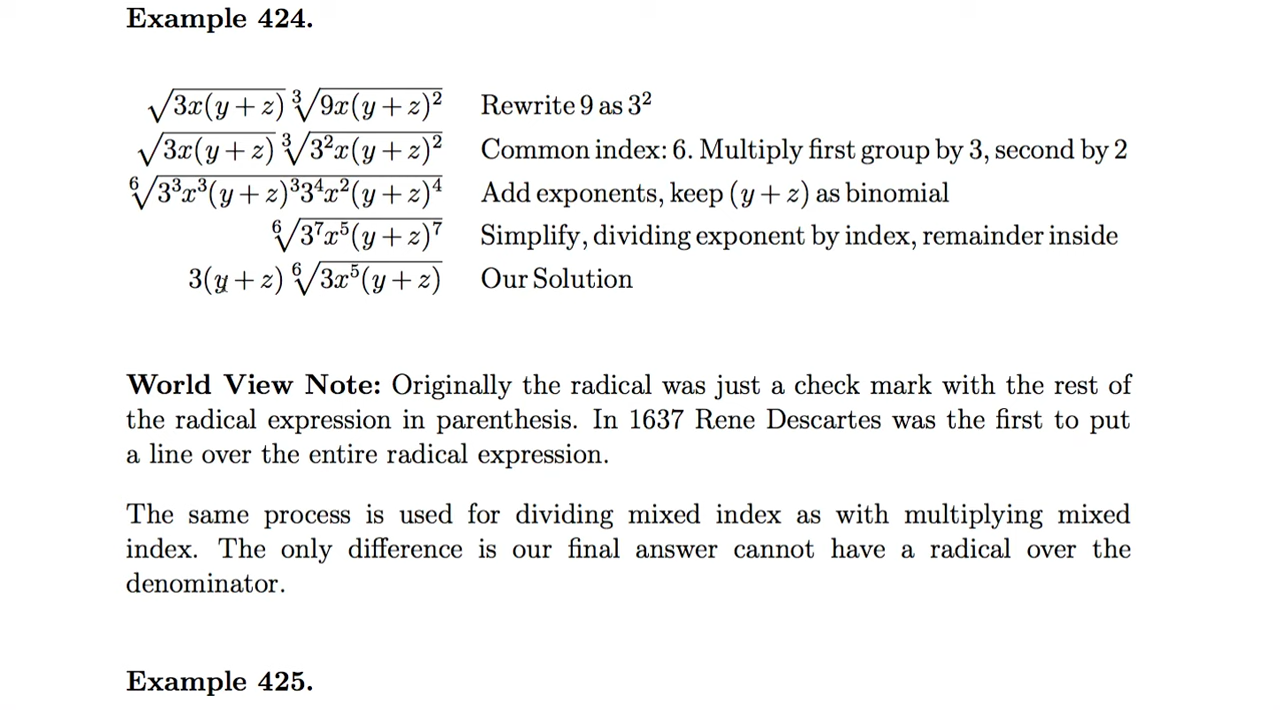 Example 424.
√3x(y+z) ∛9x(y+z)² Rewrite 9 as 3²
√3x(y+z) ∛3²x(y+z)² Common index: 6. Multiply first group by 3, second by 2
⁶√3³x³(y+z)³3⁴x²(y+z)⁴ Add exponents, keep (y+z) as binomial
⁶√3⁷x⁵(y+z)⁷ Simplify, dividing exponent by index, remainder inside
3(y+z) ⁶√3x⁵(y+z) Our Solution
World View Note: Originally the radical was just a check mark with the rest of
the radical expression in parenthesis. In 1637 Rene Descartes was the first to put
a line over the entire radical expression.
The same process is used for dividing mixed index as with multiplying mixed
index. The only difference is our final answer cannot have a radical over the
denominator.
Example 425.